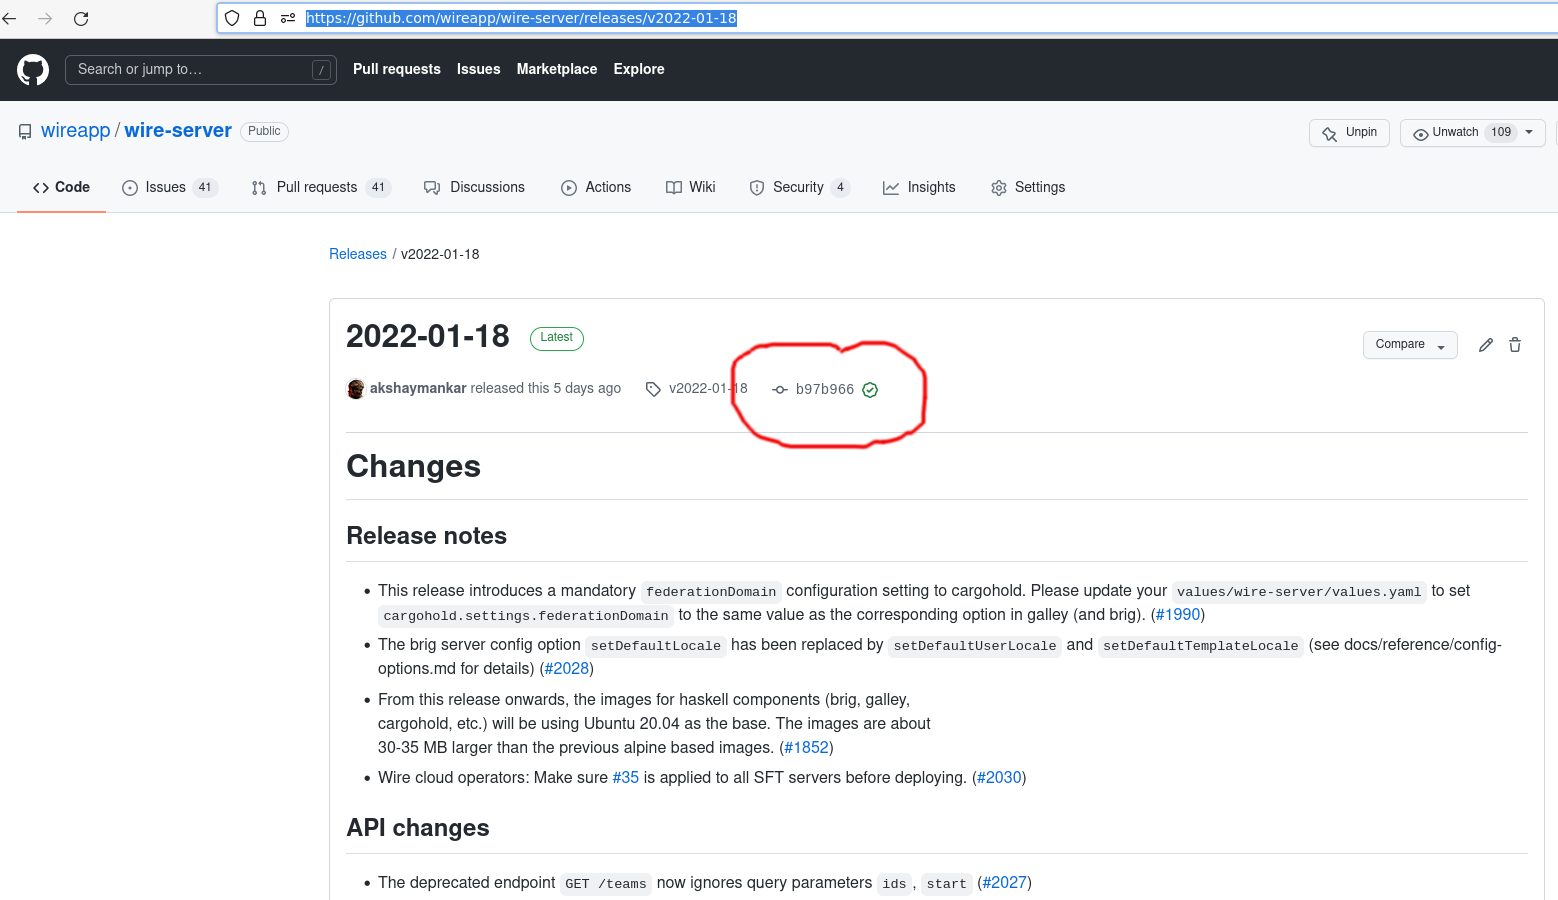 https://github.com/wireapp/wire-server/releases/v2022-01-18
Search or jump to… / Pull requests Issues Marketplace Explore
wireapp / wire-server Public Unpin Unwatch 109
Code Issues 41 Pull requests 41 Discussions Actions Wiki Security 4 Insights Settings
Releases / v2022-01-18
2022-01-18 Latest Compare
akshaymankar released this 5 days ago v2022-01-18 b97b966
Changes
Release notes
• This release introduces a mandatory federationDomain configuration setting to cargohold. Please update your values/wire-server/values.yaml to set
cargohold.settings.federationDomain to the same value as the corresponding option in galley (and brig). (#1990)
• The brig server config option setDefaultLocale has been replaced by setDefaultUserLocale and setDefaultTemplateLocale (see docs/reference/config-
options.md for details) (#2028)
• From this release onwards, the images for haskell components (brig, galley,
cargohold, etc.) will be using Ubuntu 20.04 as the base. The images are about
30-35 MB larger than the previous alpine based images. (#1852)
• Wire cloud operators: Make sure #35 is applied to all SFT servers before deploying. (#2030)
API changes
• The deprecated endpoint GET /teams now ignores query parameters ids, start (#2027)